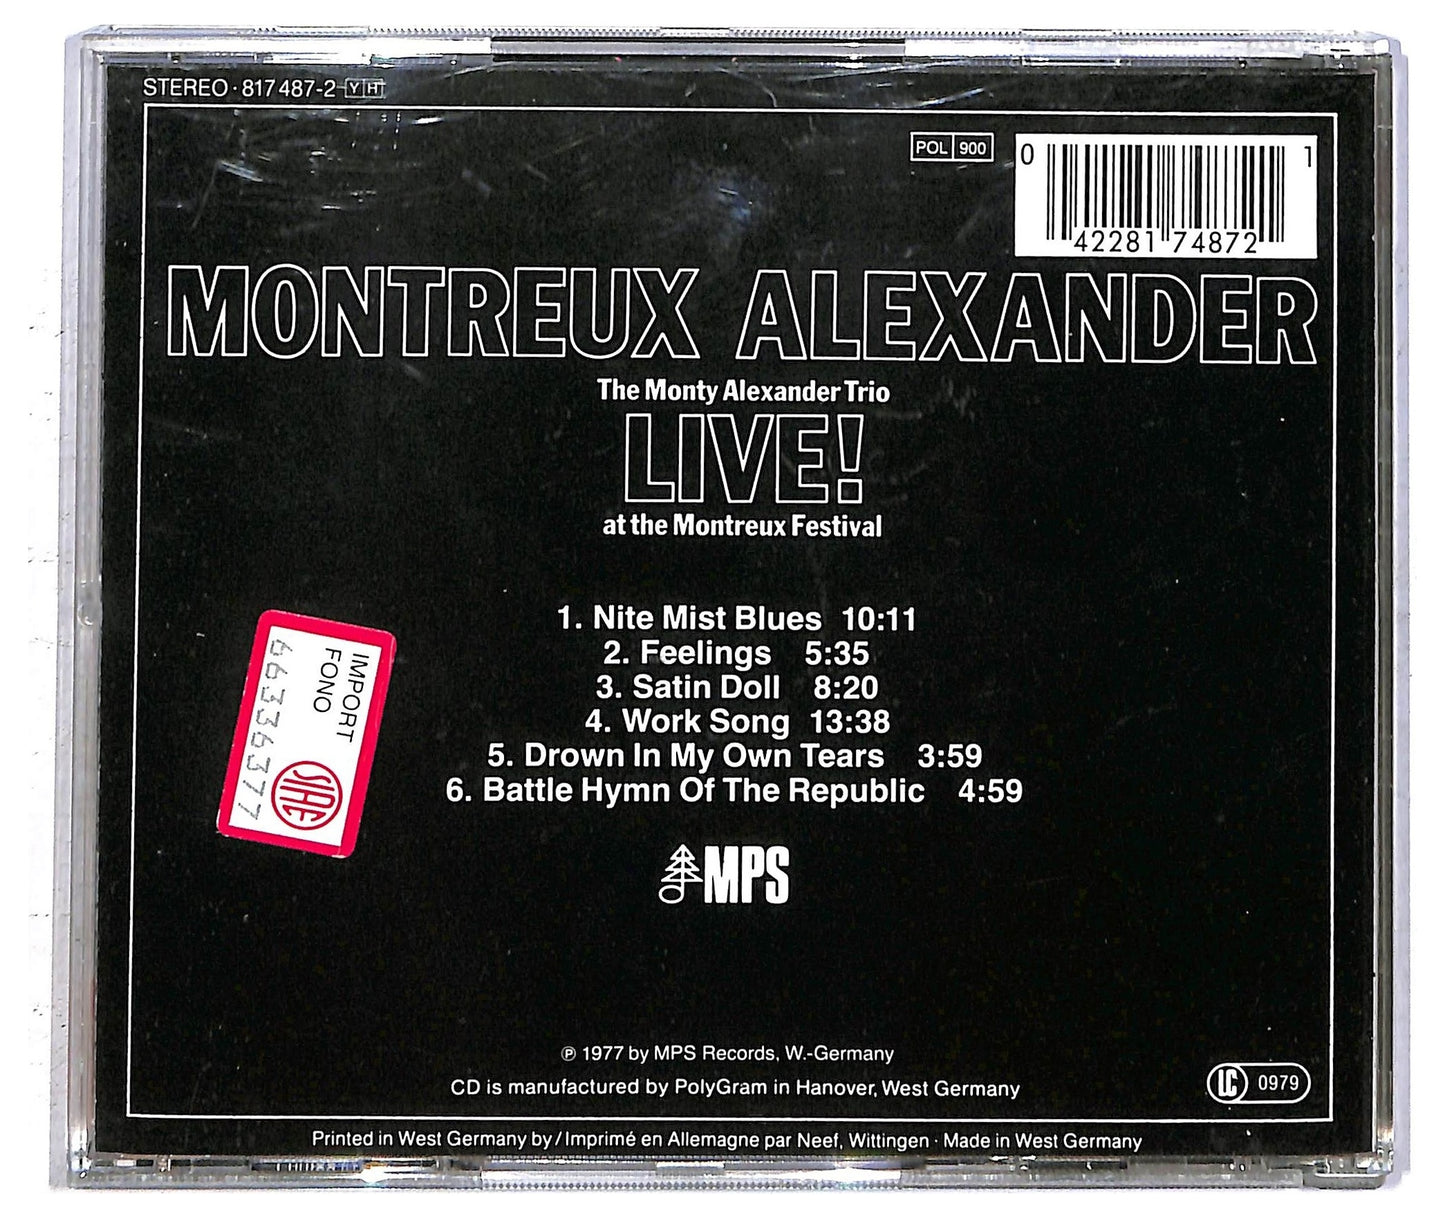 STEREO · 817 487-2 Y H
POL 900
0 42281 74872 1
MONTREUX ALEXANDER
The Monty Alexander Trio
LIVE!
at the Montreux Festival
1. Nite Mist Blues 10:11
2. Feelings 5:35
3. Satin Doll 8:20
4. Work Song 13:38
5. Drown In My Own Tears 3:59
6. Battle Hymn Of The Republic 4:59
IMPORT
FONO
66336377
SIAE
MPS
℗ 1977 by MPS Records, W.-Germany
CD is manufactured by PolyGram in Hanover, West Germany
LC 0979
Printed in West Germany by / Imprimé en Allemagne par Neef, Wittingen · Made in West Germany